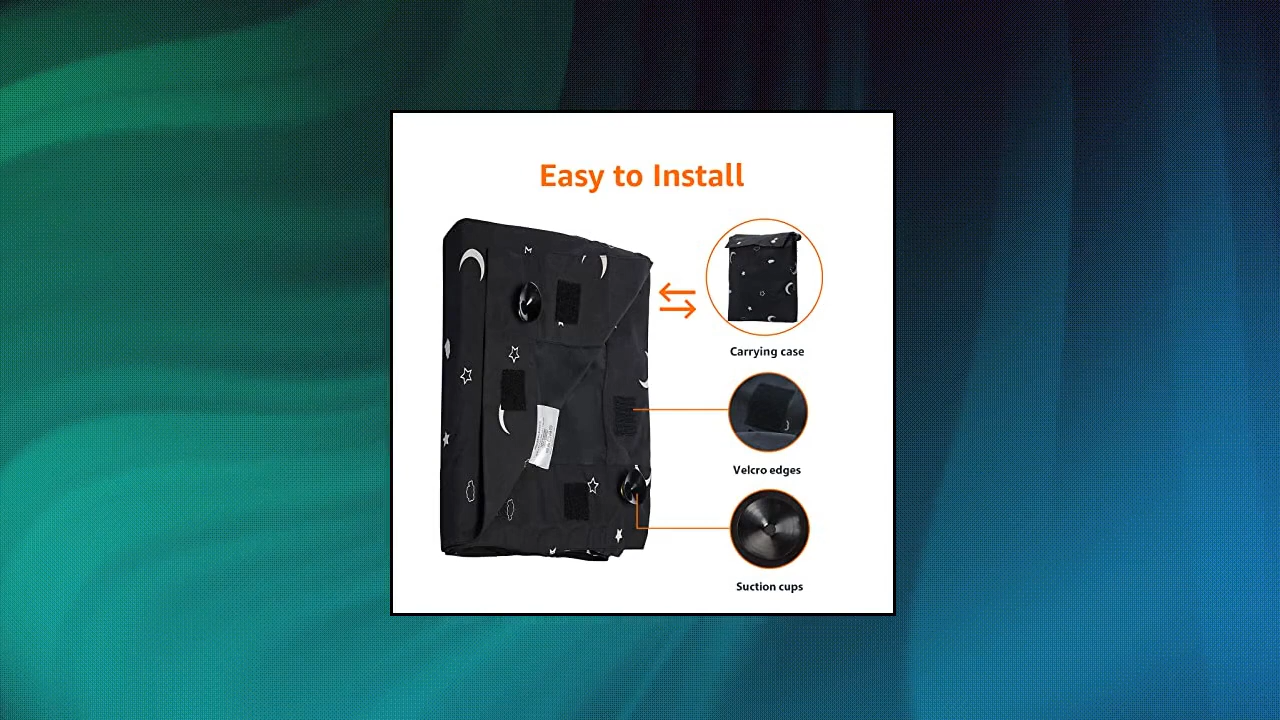 Easy to Install
Carrying case
Velcro edges
Suction cups